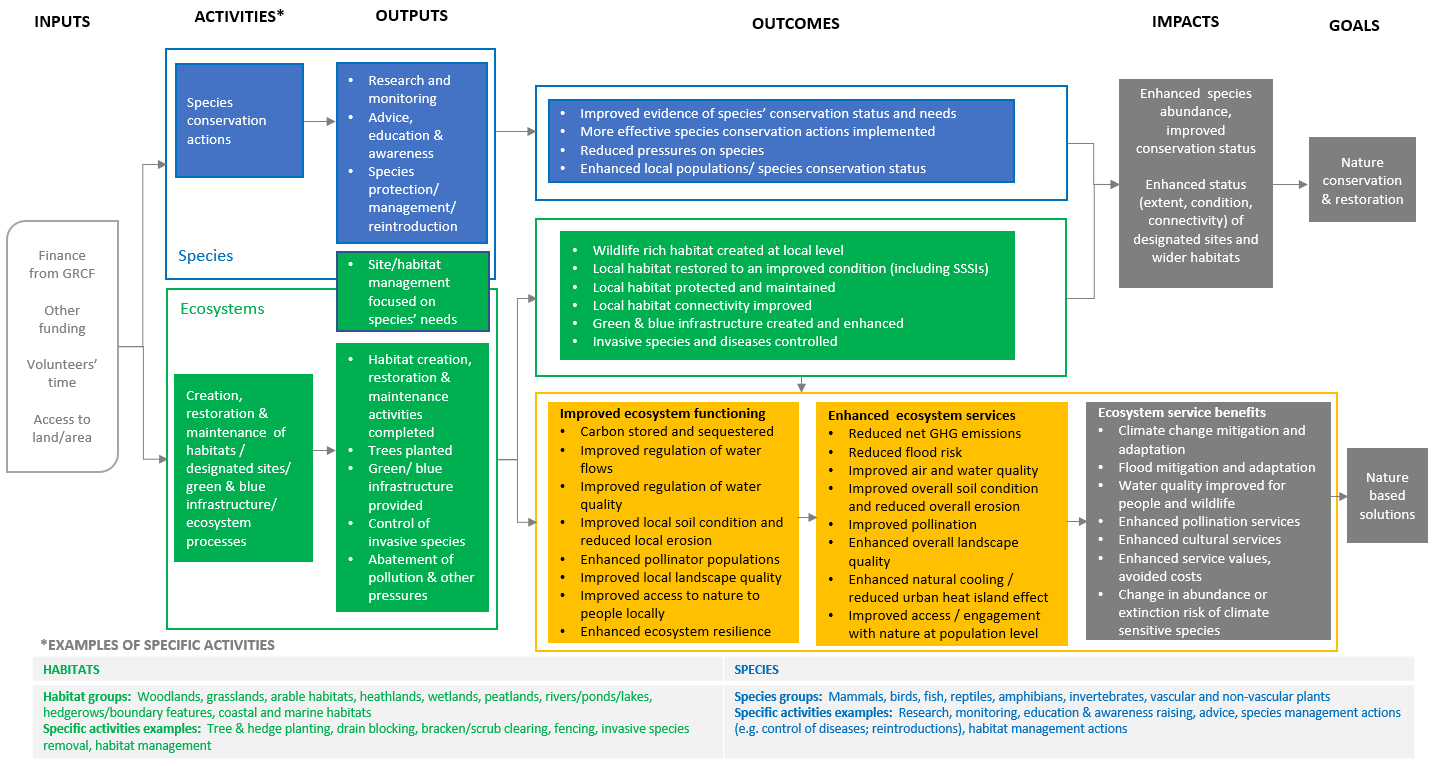 INPUTS
ACTIVITIES*
OUTPUTS
OUTCOMES
IMPACTS
GOALS
Finance
from GRCF
Other
funding
Volunteers'
time
Access to
land/area
Species
conservation
actions
Species
• Research and
monitoring
• Advice,
education &
awareness
• Species
protection/
management/
reintroduction
• Site/habitat
management
focused on
species' needs
Ecosystems
Creation,
restoration &
maintenance of
habitats /
designated sites/
green & blue
infrastructure/
ecosystem
processes
• Habitat creation,
restoration &
maintenance
activities
completed
• Trees planted
• Green/ blue
infrastructure
provided
• Control of
invasive species
• Abatement of
pollution & other
pressures
• Improved evidence of species' conservation status and needs
• More effective species conservation actions implemented
• Reduced pressures on species
• Enhanced local populations/ species conservation status
• Wildlife rich habitat created at local level
• Local habitat restored to an improved condition (including SSSIs)
• Local habitat protected and maintained
• Local habitat connectivity improved
• Green & blue infrastructure created and enhanced
• Invasive species and diseases controlled
Enhanced species
abundance,
improved
conservation status
Enhanced status
(extent, condition,
connectivity) of
designated sites and
wider habitats
Nature
conservation
& restoration
Improved ecosystem functioning
• Carbon stored and sequestered
• Improved regulation of water
flows
• Improved regulation of water
quality
• Improved local soil condition and
reduced local erosion
• Enhanced pollinator populations
• Improved local landscape quality
• Improved access to nature to
people locally
• Enhanced ecosystem resilience
Enhanced ecosystem services
• Reduced net GHG emissions
• Reduced flood risk
• Improved air and water quality
• Improved overall soil condition
and reduced overall erosion
• Improved pollination
• Enhanced overall landscape
quality
• Enhanced natural cooling /
reduced urban heat island effect
• Improved access / engagement
with nature at population level
Ecosystem service benefits
• Climate change mitigation and
adaptation
• Flood mitigation and adaptation
• Water quality improved for
people and wildlife
• Enhanced pollination services
• Enhanced cultural services
• Enhanced service values,
avoided costs
• Change in abundance or
extinction risk of climate
sensitive species
Nature
based
solutions
*EXAMPLES OF SPECIFIC ACTIVITIES
HABITATS
Habitat groups: Woodlands, grasslands, arable habitats, heathlands, wetlands, peatlands, rivers/ponds/lakes,
hedgerows/boundary features, coastal and marine habitats
Specific activities examples: Tree & hedge planting, drain blocking, bracken/scrub clearing, fencing, invasive species
removal, habitat management
SPECIES
Species groups: Mammals, birds, fish, reptiles, amphibians, invertebrates, vascular and non-vascular plants
Specific activities examples: Research, monitoring, education & awareness raising, advice, species management actions
(e.g. control of diseases; reintroductions), habitat management actions